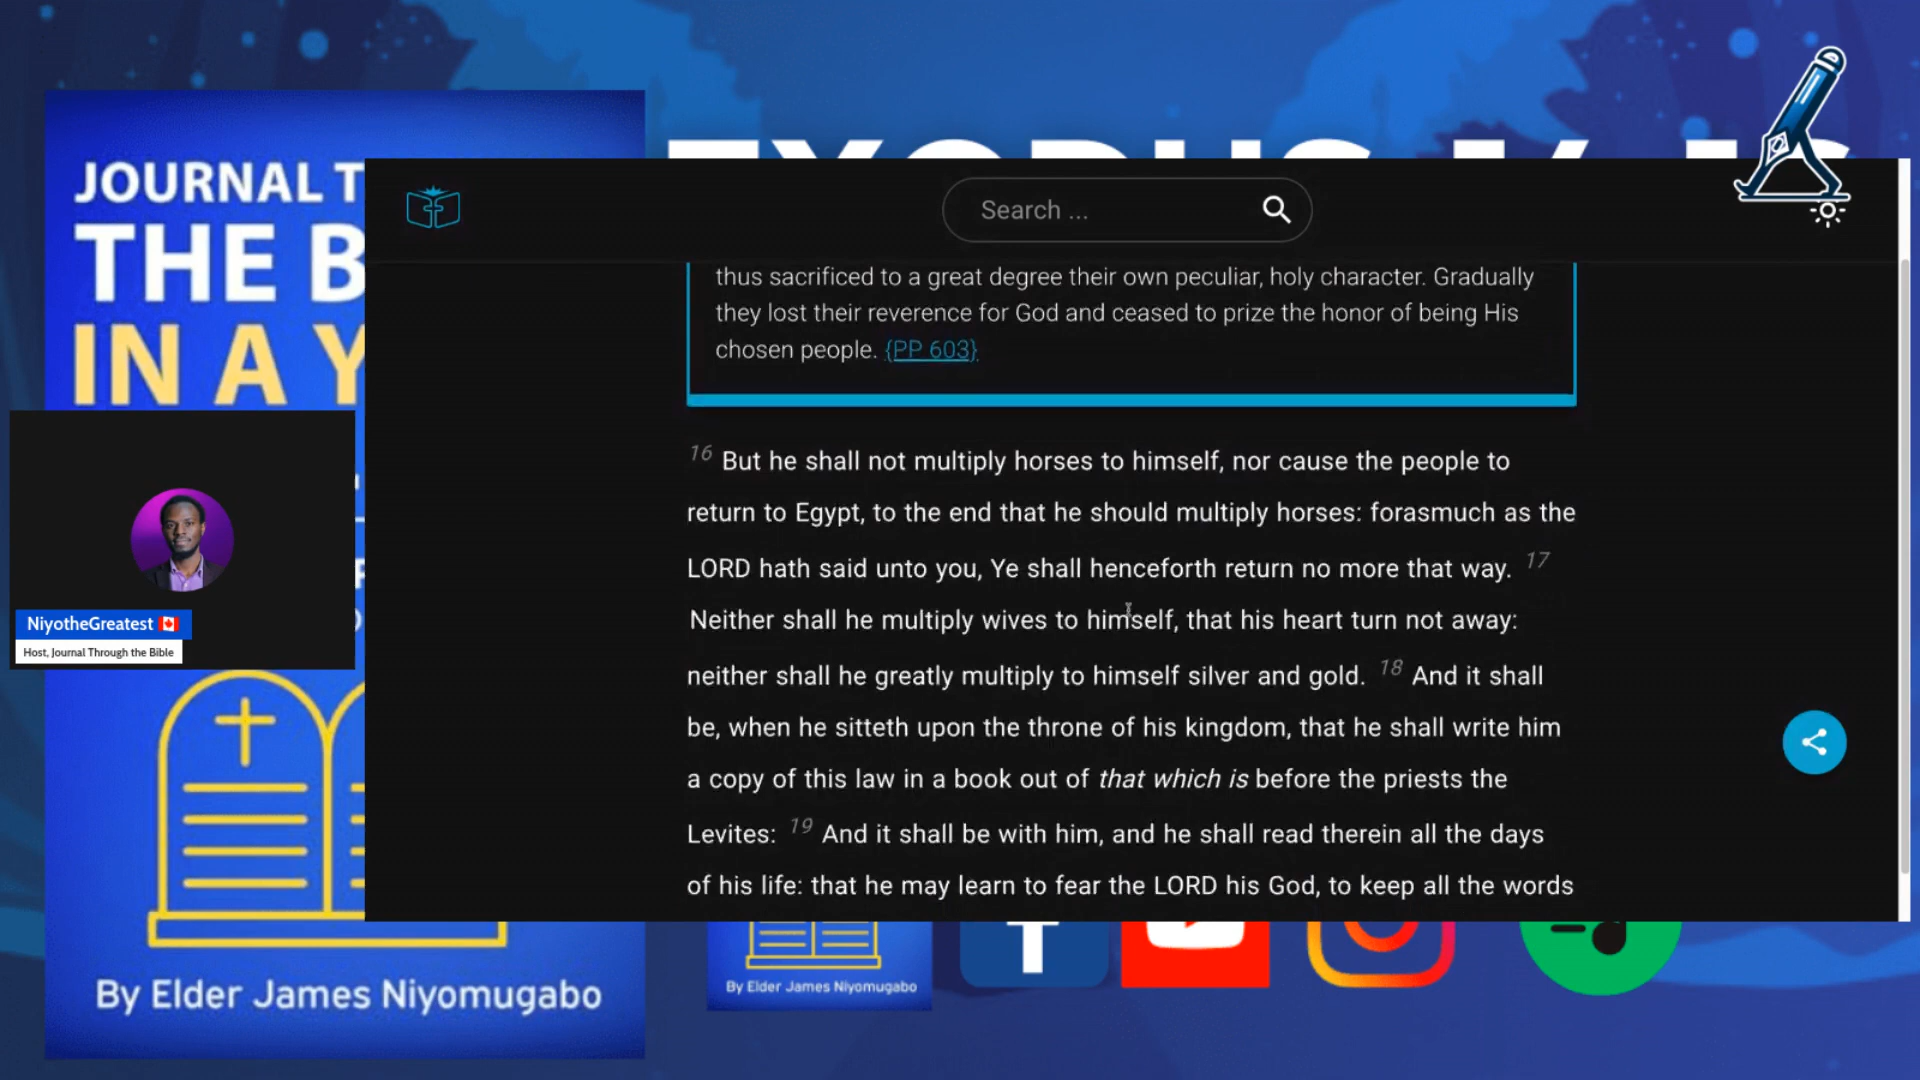 JOURNAL T
THE B
IN A Y
Search ...
thus sacrificed to a great degree their own peculiar, holy character. Gradually
they lost their reverence for God and ceased to prize the honor of being His
chosen people. {PP 603}
16 But he shall not multiply horses to himself, nor cause the people to
return to Egypt, to the end that he should multiply horses: forasmuch as the
LORD hath said unto you, Ye shall henceforth return no more that way. 17
Neither shall he multiply wives to himself, that his heart turn not away:
neither shall he greatly multiply to himself silver and gold. 18 And it shall
be, when he sitteth upon the throne of his kingdom, that he shall write him
a copy of this law in a book out of that which is before the priests the
Levites: 19 And it shall be with him, and he shall read therein all the days
of his life: that he may learn to fear the LORD his God, to keep all the words
NiyotheGreatest
Host, Journal Through the Bible
By Elder James Niyomugabo
By Elder James Niyomugabo